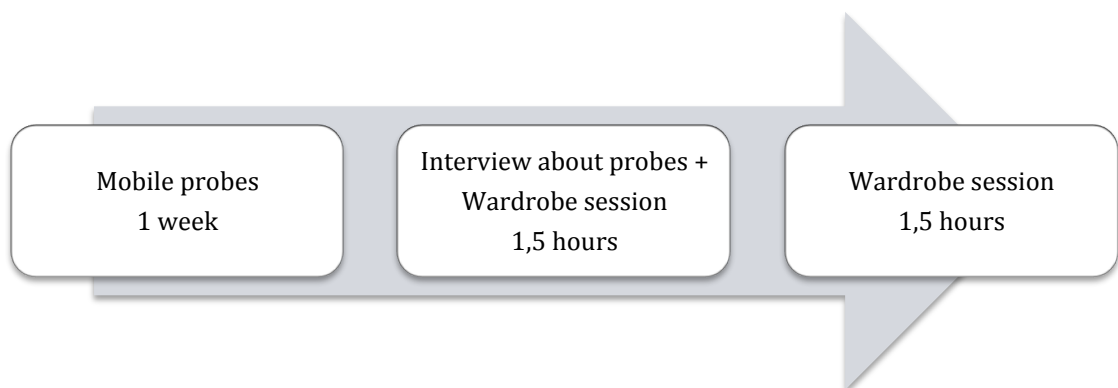 Mobile probes
1 week
Interview about probes +
Wardrobe session
1,5 hours
Wardrobe session
1,5 hours